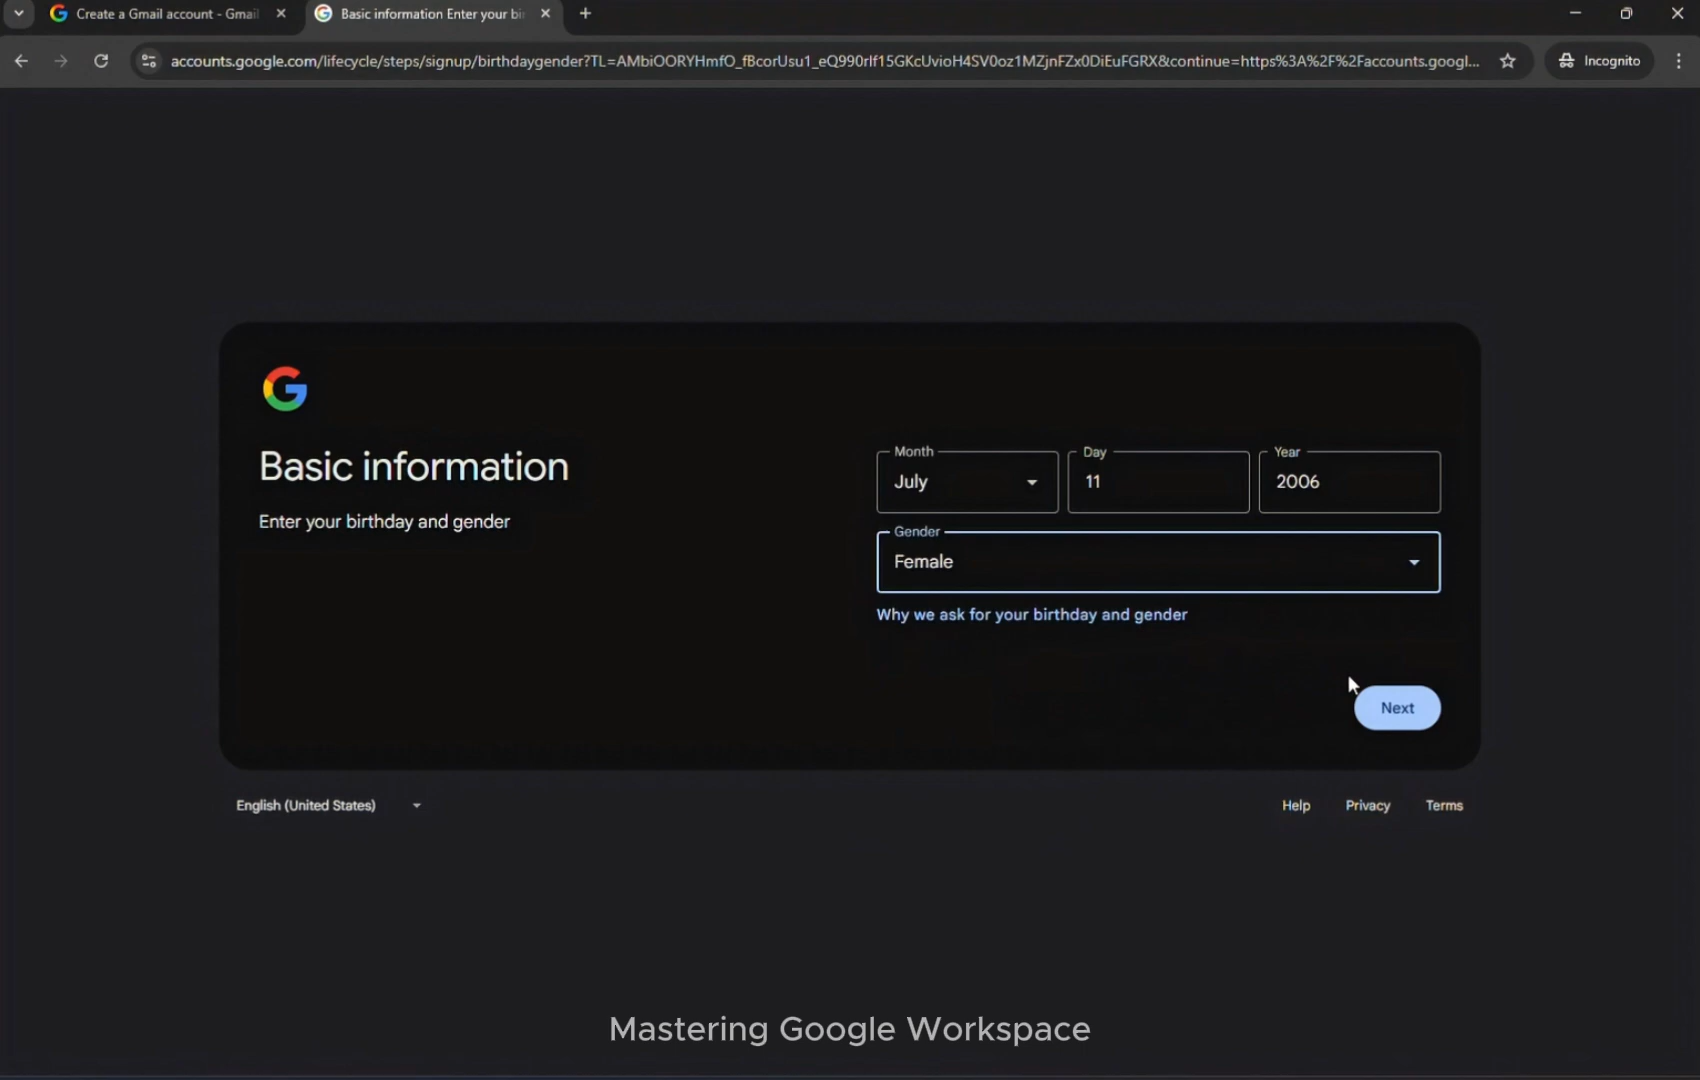 Create a Gmail account - Gmail
Basic information Enter your bir
accounts.google.com/lifecycle/steps/signup/birthdaygender?TL=AMbiOORYHmfO_fBcorUsu1_eQ990rlf15GKcUvioH4SV0oz1MZjnFZx0DiEuFGRX&continue=https%3A%2F%2Faccounts.googl...
Incognito
Basic information
Enter your birthday and gender
Month
Day
Year
July
11
2006
Gender
Female
Why we ask for your birthday and gender
Next
English (United States)
Help
Privacy
Terms
Mastering Google Workspace